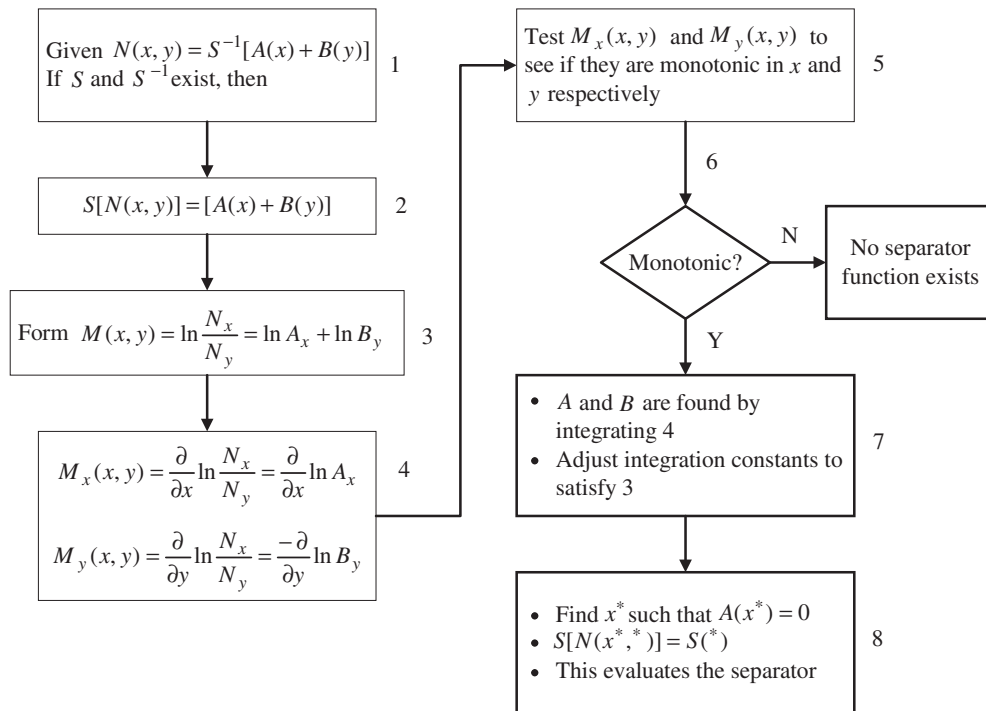 Given N(x, y) = S⁻¹[A(x) + B(y)]
If S and S⁻¹ exist, then
1
S[N(x, y)] = [A(x) + B(y)]
2
Form M(x, y) = ln N_x/N_y = ln A_x + ln B_y
3
M_x(x, y) = ∂/∂x ln N_x/N_y = ∂/∂x ln A_x
4
M_y(x, y) = ∂/∂y ln N_x/N_y = −∂/∂y ln B_y
Test M_x(x, y) and M_y(x, y) to
see if they are monotonic in x and
y respectively
5
6
Monotonic?
N
No separator
function exists
Y
• A and B are found by
integrating 4
• Adjust integration constants to
satisfy 3
7
• Find x* such that A(x*) = 0
• S[N(x*,*)] = S(*)
• This evaluates the separator
8